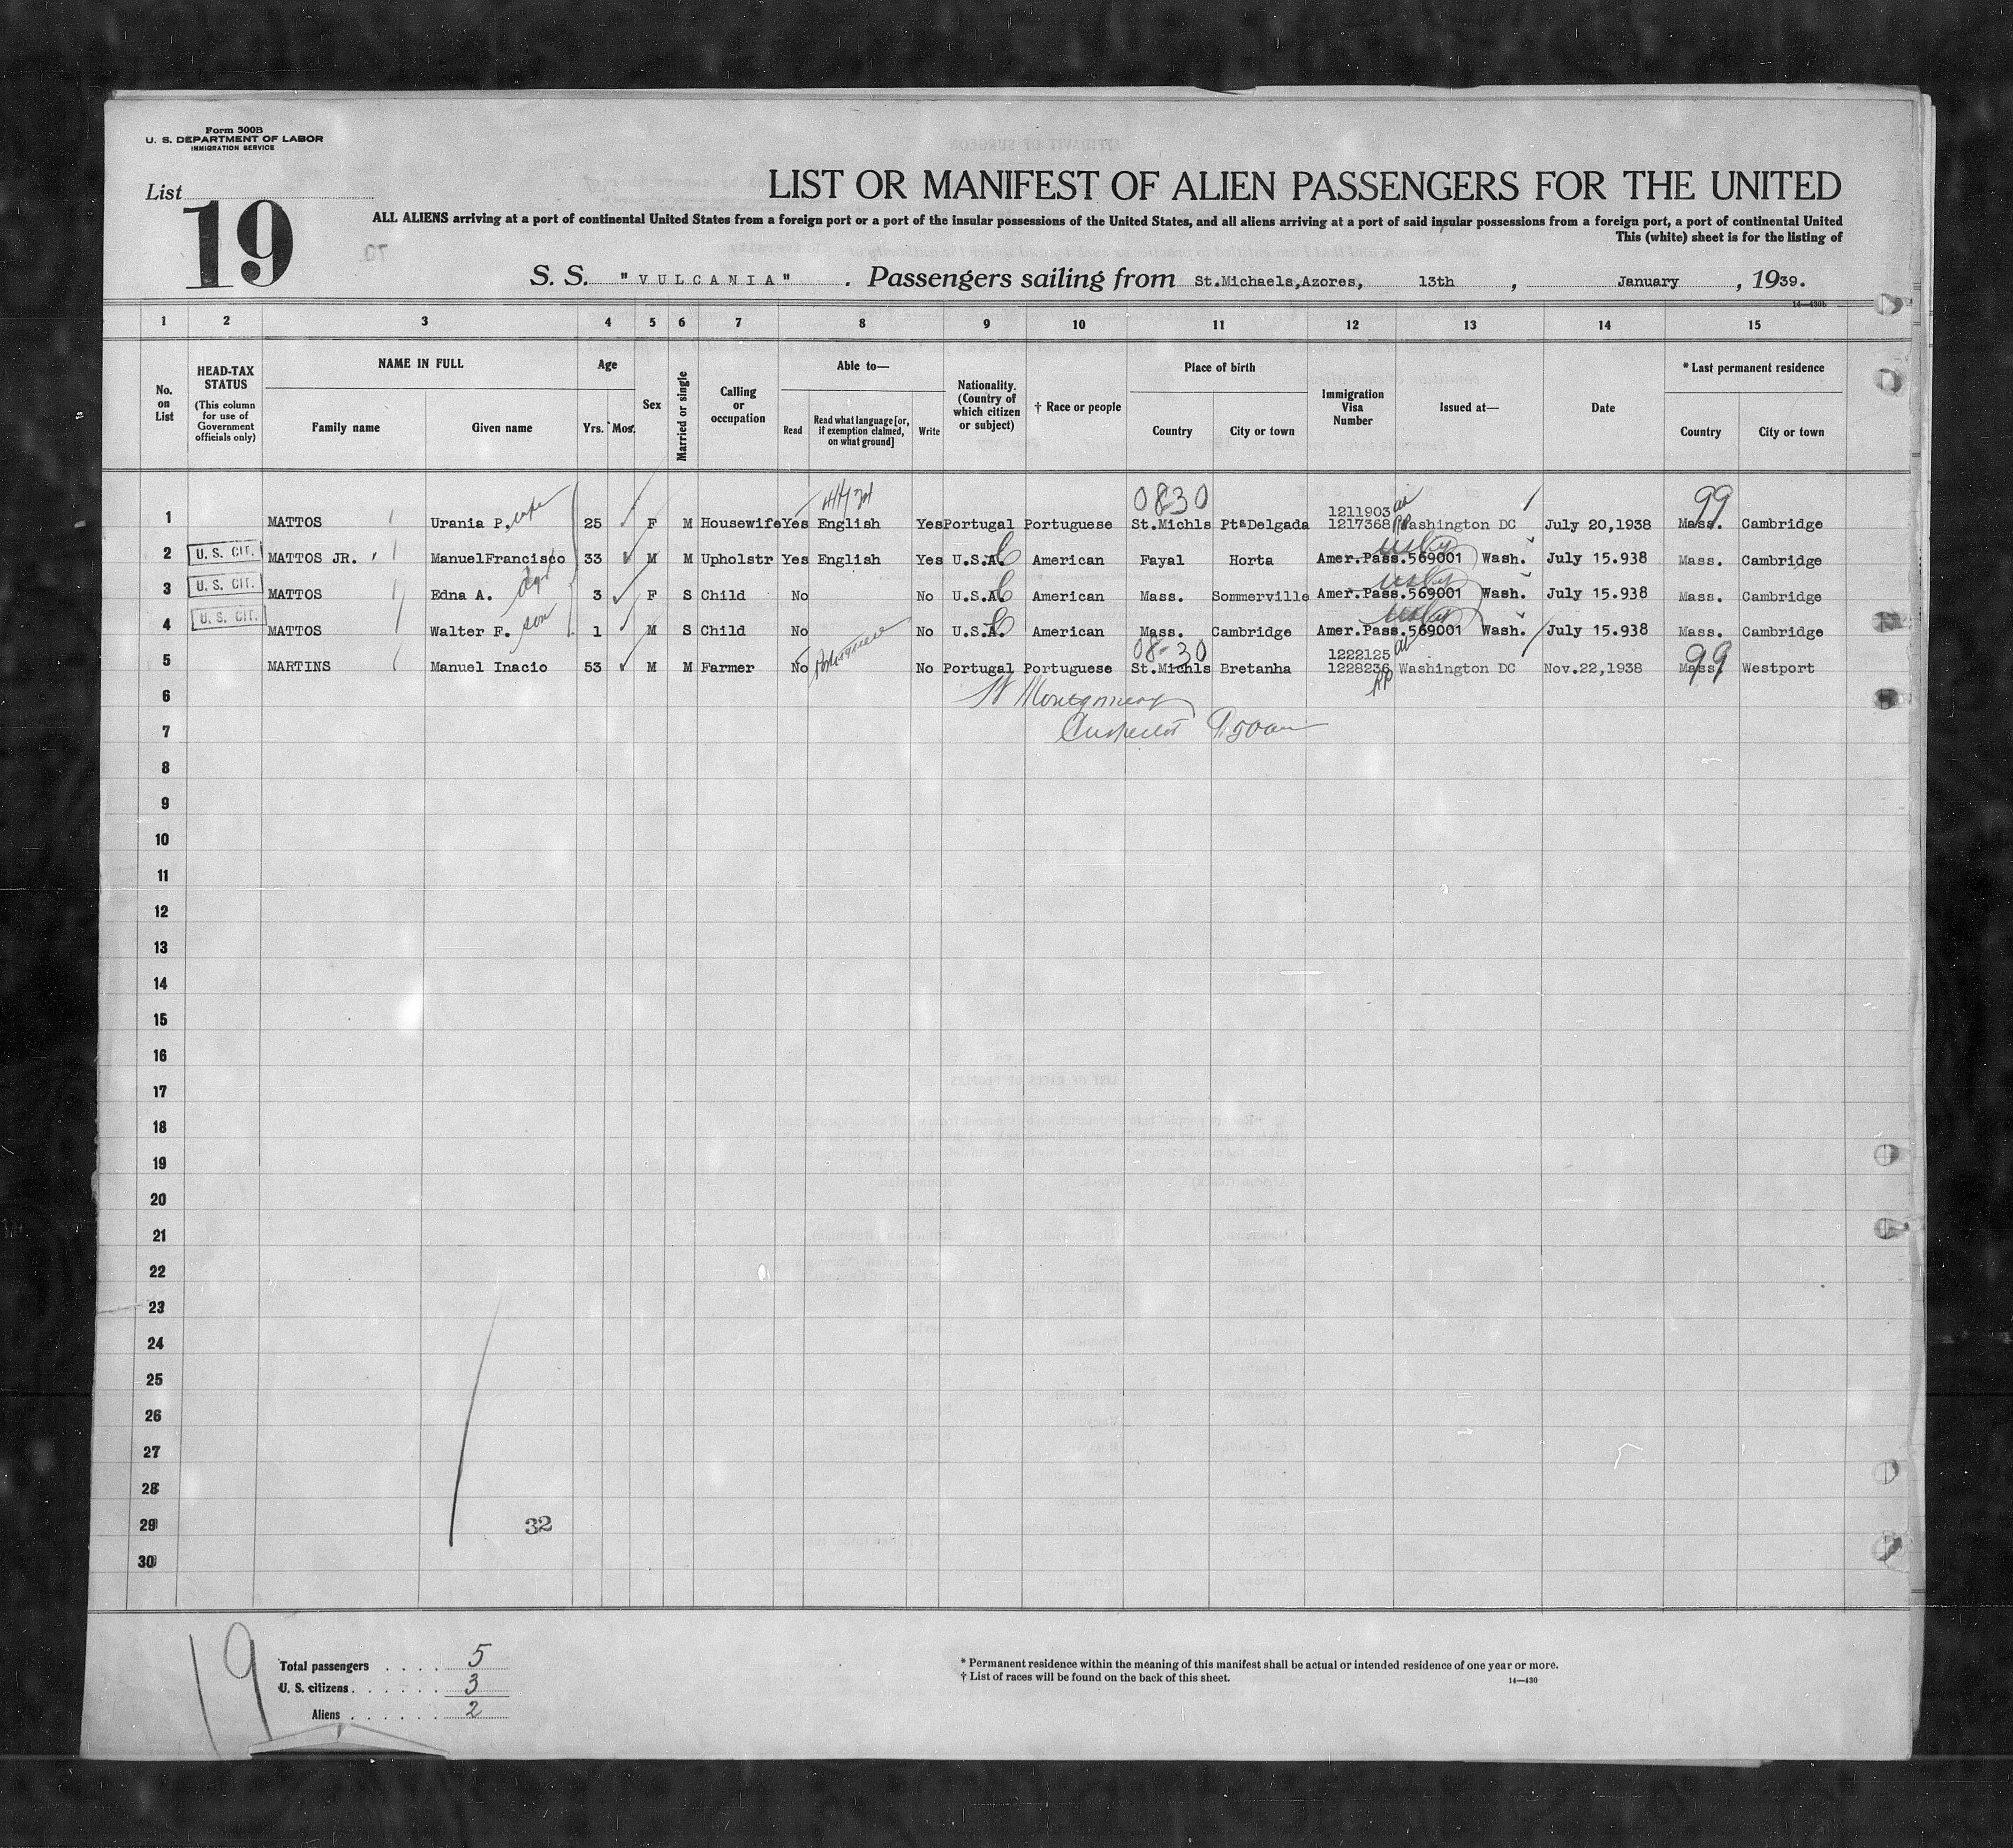 Form 500B
U. S. DEPARTMENT OF LABOR
IMMIGRATION SERVICE
List
19
LIST OR MANIFEST OF ALIEN PASSENGERS FOR THE UNITED
ALL ALIENS arriving at a port of continental United States from a foreign port or a port of the insular possessions of the United States, and all aliens arriving at a port of said insular possessions from a foreign port, a port of continental United
This (white) sheet is for the listing of
S. S. "VULCANIA". Passengers sailing from St.Michaels,Azores, 13th , January , 1939.
14—430b
1 2 3 4 5 6 7 8 9 10 11 12 13 14 15
No. on List
HEAD-TAX STATUS
(This column for use of Government officials only)
NAME IN FULL
Family name Given name
Age
Yrs. Mos.
Sex
Married or single
Calling or occupation
Able to—
Read Read what language [or, if exemption claimed, on what ground] Write
Nationality. (Country of which citizen or subject)
† Race or people
Place of birth
Country City or town
Immigration Visa Number
Issued at—
Date
* Last permanent residence
Country City or town
0830 99
1211903
1 MATTOS Urania P. wife 25 F M Housewife Yes English Yes Portugal Portuguese St.Michls PtªDelgada 1217368 Washington DC July 20,1938 Mass. Cambridge
2 U. S. CIT. MATTOS JR. ManuelFrancisco 33 M M Upholstr Yes English Yes U.S.A. American Fayal Horta Amer.Pass.569001 Wash. July 15.938 Mass. Cambridge
3 U. S. CIT. MATTOS Edna A. 3 F S Child No No U.S.A. American Mass. Sommerville Amer.Pass.569001 Wash. July 15.938 Mass. Cambridge
4 U. S. CIT. MATTOS Walter F. son 1 M S Child No No U.S.A. American Mass. Cambridge Amer.Pass.569001 Wash. July 15.938 Mass. Cambridge
08-30 1222125 99
5 MARTINS Manuel Inacio 53 M M Farmer No Portuguese No Portugal Portuguese St.Michls Bretanha 1228236 Washington DC Nov.22,1938 Mass. Westport
6 Montgomery
7 Inspector
8
9
10
11
12
13
14
15
16
17
18
19
20
21
22
23
24
25
26
27
28
29 32
30
19
Total passengers . . . . 5
U. S. citizens . . . . . . 3
Aliens . . . . . . 2
* Permanent residence within the meaning of this manifest shall be actual or intended residence of one year or more.
† List of races will be found on the back of this sheet.
14—430